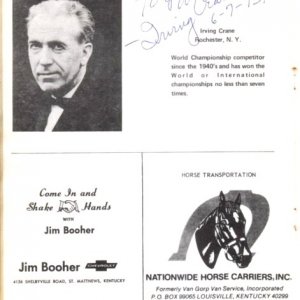 Irving Crane
6-7-75
Irving Crane
Rochester, N. Y.
World Championship competitor
since the 1940's and has won the
World or International
championships no less than seven
times.
Come In and
Shake Hands
WITH
Jim Booher
Jim Booher CHEVROLET
4156 SHELBYVILLE ROAD, ST. MATTHEWS, KENTUCKY
HORSE TRANSPORTATION
NATIONWIDE HORSE CARRIERS, INC.
Formerly Van Gorp Van Service, Incorporated
P.O. BOX 99065 LOUISVILLE, KENTUCKY 40299